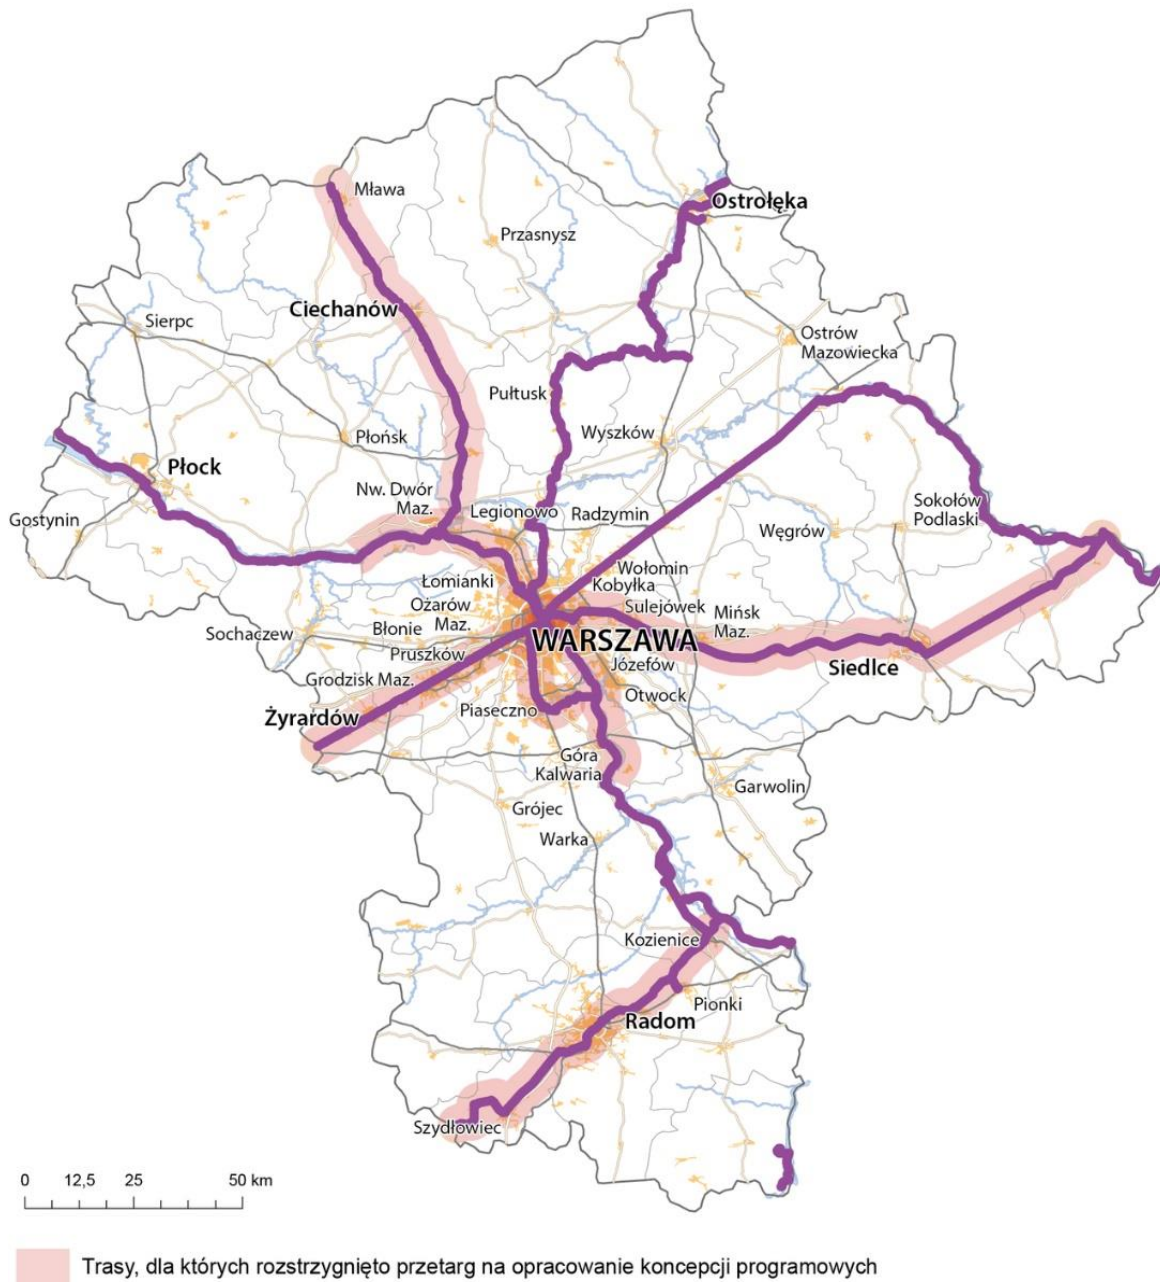 Mława
Ostrołęka
Przasnysz
Ciechanów
Sierpc
Ostrów
Mazowiecka
Pułtusk
Płońsk
Wyszków
Płock
Nw. Dwór
Maz.
Legionowo
Radzymin
Sokołów
Podlaski
Gostynin
Węgrów
Łomianki
Wołomin
Kobyłka
Ożarów
Maz.
Sulejówek
Mińsk
Maz.
Sochaczew
Błonie
WARSZAWA
Pruszków
Józefów
Siedlce
Grodzisk Maz.
Otwock
Żyrardów
Piaseczno
Góra
Kalwaria
Garwolin
Grójec
Warka
Kozienice
Pionki
Radom
Szydłowiec
0 12,5 25 50 km
Trasy, dla których rozstrzygnięto przetarg na opracowanie koncepcji programowych